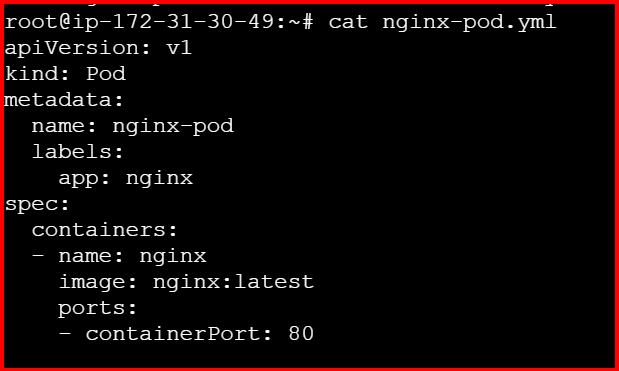 root@ip-172-31-30-49:~# cat nginx-pod.yml
apiVersion: v1
kind: Pod
metadata:
  name: nginx-pod
  labels:
    app: nginx
spec:
  containers:
  - name: nginx
    image: nginx:latest
    ports:
    - containerPort: 80